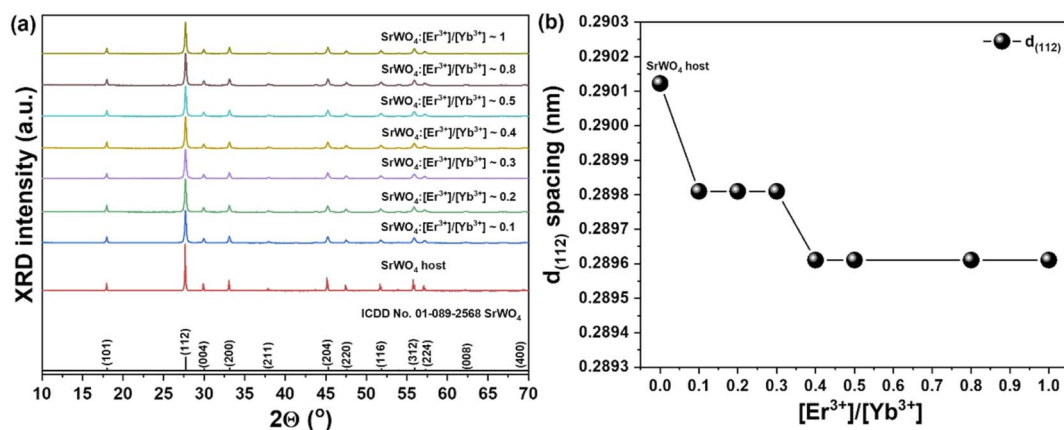 (a)
XRD intensity (a.u.)
SrWO₄:[Er³⁺]/[Yb³⁺] ~ 1
SrWO₄:[Er³⁺]/[Yb³⁺] ~ 0.8
SrWO₄:[Er³⁺]/[Yb³⁺] ~ 0.5
SrWO₄:[Er³⁺]/[Yb³⁺] ~ 0.4
SrWO₄:[Er³⁺]/[Yb³⁺] ~ 0.3
SrWO₄:[Er³⁺]/[Yb³⁺] ~ 0.2
SrWO₄:[Er³⁺]/[Yb³⁺] ~ 0.1
SrWO₄ host
ICDD No. 01-089-2568 SrWO₄
(101) (112) (004) (200) (211) (204) (220) (116) (312) (224) (008) (400)
10 15 20 25 30 35 40 45 50 55 60 65 70
2Θ (°)
(b)
d₍₁₁₂₎ spacing (nm)
0.2903
0.2902
0.2901
0.2900
0.2899
0.2898
0.2897
0.2896
0.2895
0.2894
0.2893
d₍₁₁₂₎
SrWO₄ host
0.0 0.1 0.2 0.3 0.4 0.5 0.6 0.7 0.8 0.9 1.0
[Er³⁺]/[Yb³⁺]